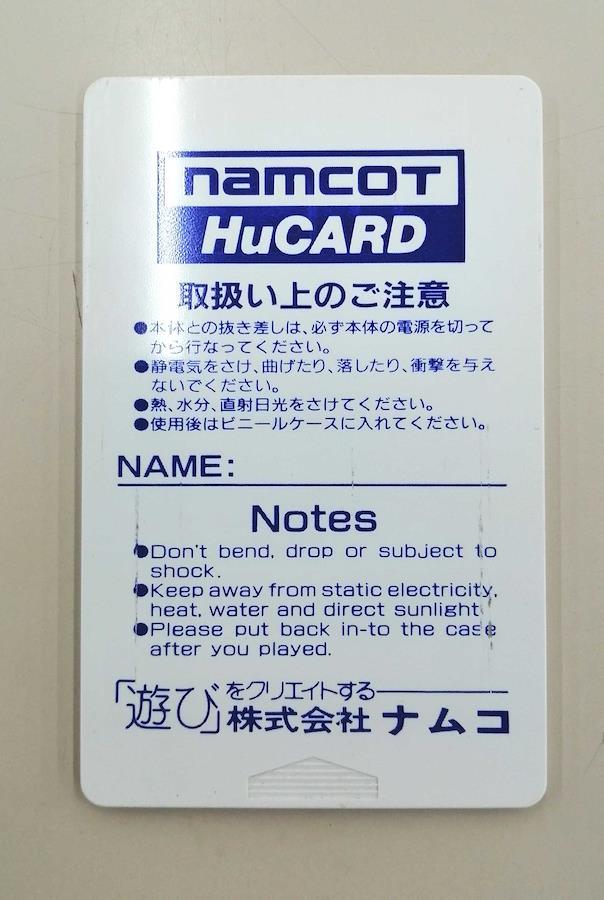 namcoT
HuCARD
取扱い上のご注意
●本体との抜き差しは、必ず本体の電源を切って
から行なってください。
●静電気をさけ、曲げたり、落したり、衝撃を与え
ないでください。
●熱、水分、直射日光をさけてください。
●使用後はビニールケースに入れてください。
NAME:
Notes
●Don't bend, drop or subject to
shock.
●Keep away from static electricity,
heat, water and direct sunlight
●Please put back in-to the case
after you played.
「遊び」をクリエイトする
株式会社ナムコ